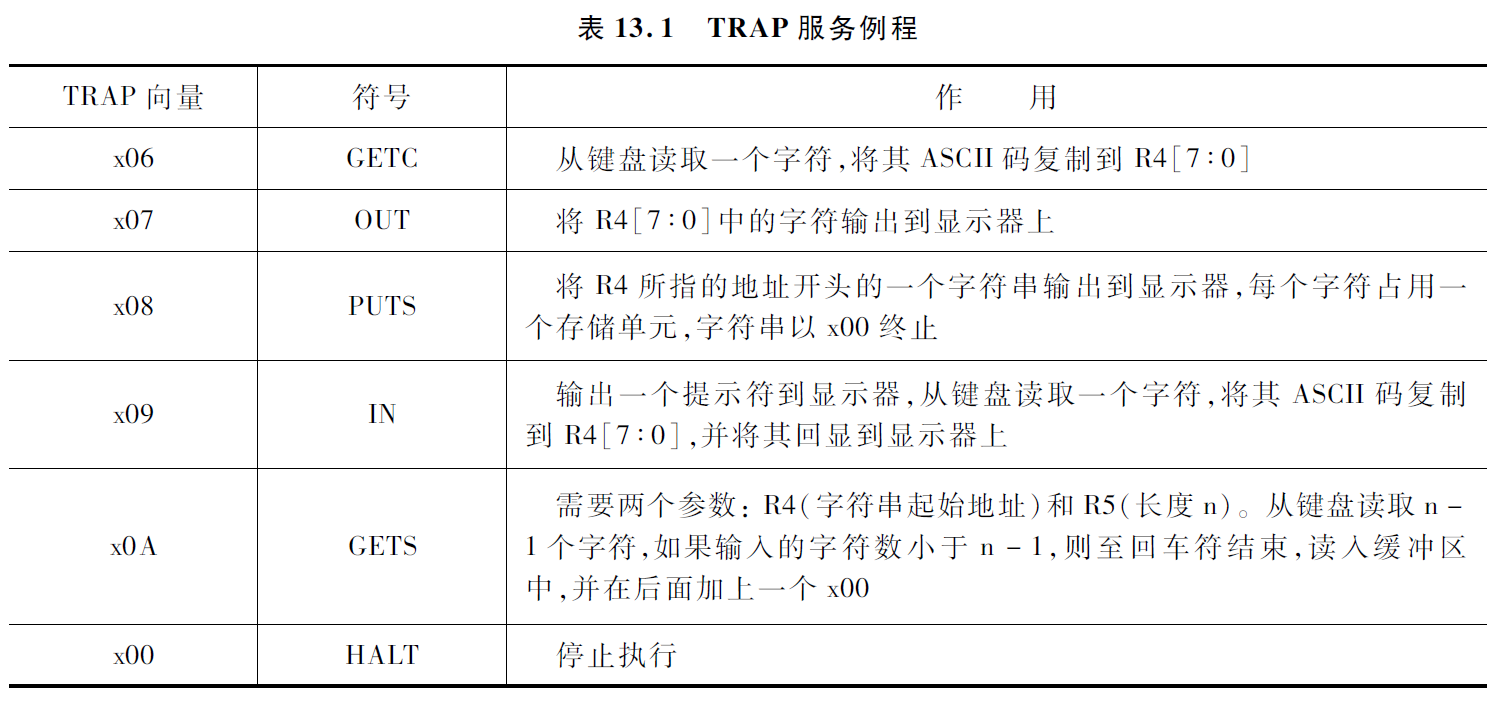 表 13.1 TRAP 服务例程
TRAP 向量 符号 作 用
x06 GETC 从键盘读取一个字符,将其 ASCII 码复制到 R4[7:0]
x07 OUT 将 R4[7:0]中的字符输出到显示器上
x08 PUTS 将 R4 所指的地址开头的一个字符串输出到显示器,每个字符占用一
个存储单元,字符串以 x00 终止
x09 IN 输出一个提示符到显示器,从键盘读取一个字符,将其 ASCII 码复制
到 R4[7:0],并将其回显到显示器上
x0A GETS 需要两个参数: R4(字符串起始地址)和 R5(长度 n)。从键盘读取 n -
1 个字符,如果输入的字符数小于 n - 1,则至回车符结束,读入缓冲区
中,并在后面加上一个 x00
x00 HALT 停止执行